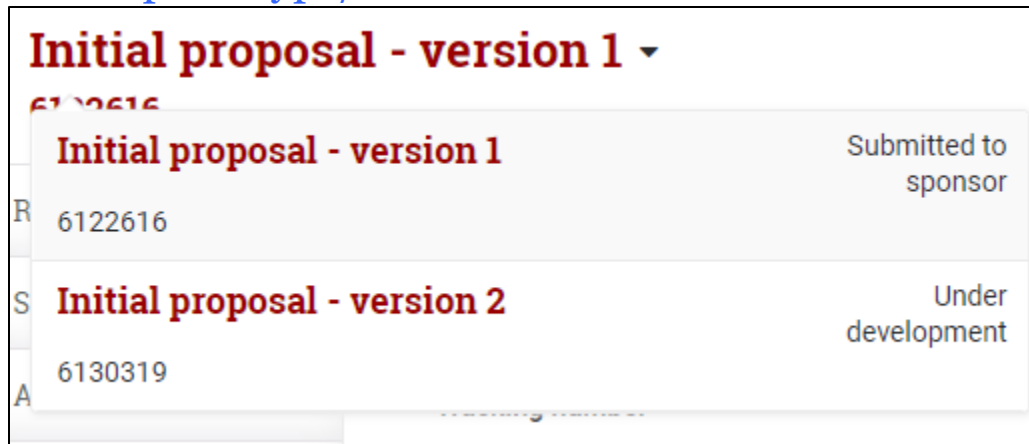 Initial proposal - version 1
6122616
Initial proposal - version 1
Submitted to
sponsor
6122616
R
Initial proposal - version 2
Under
development
S
6130319
A